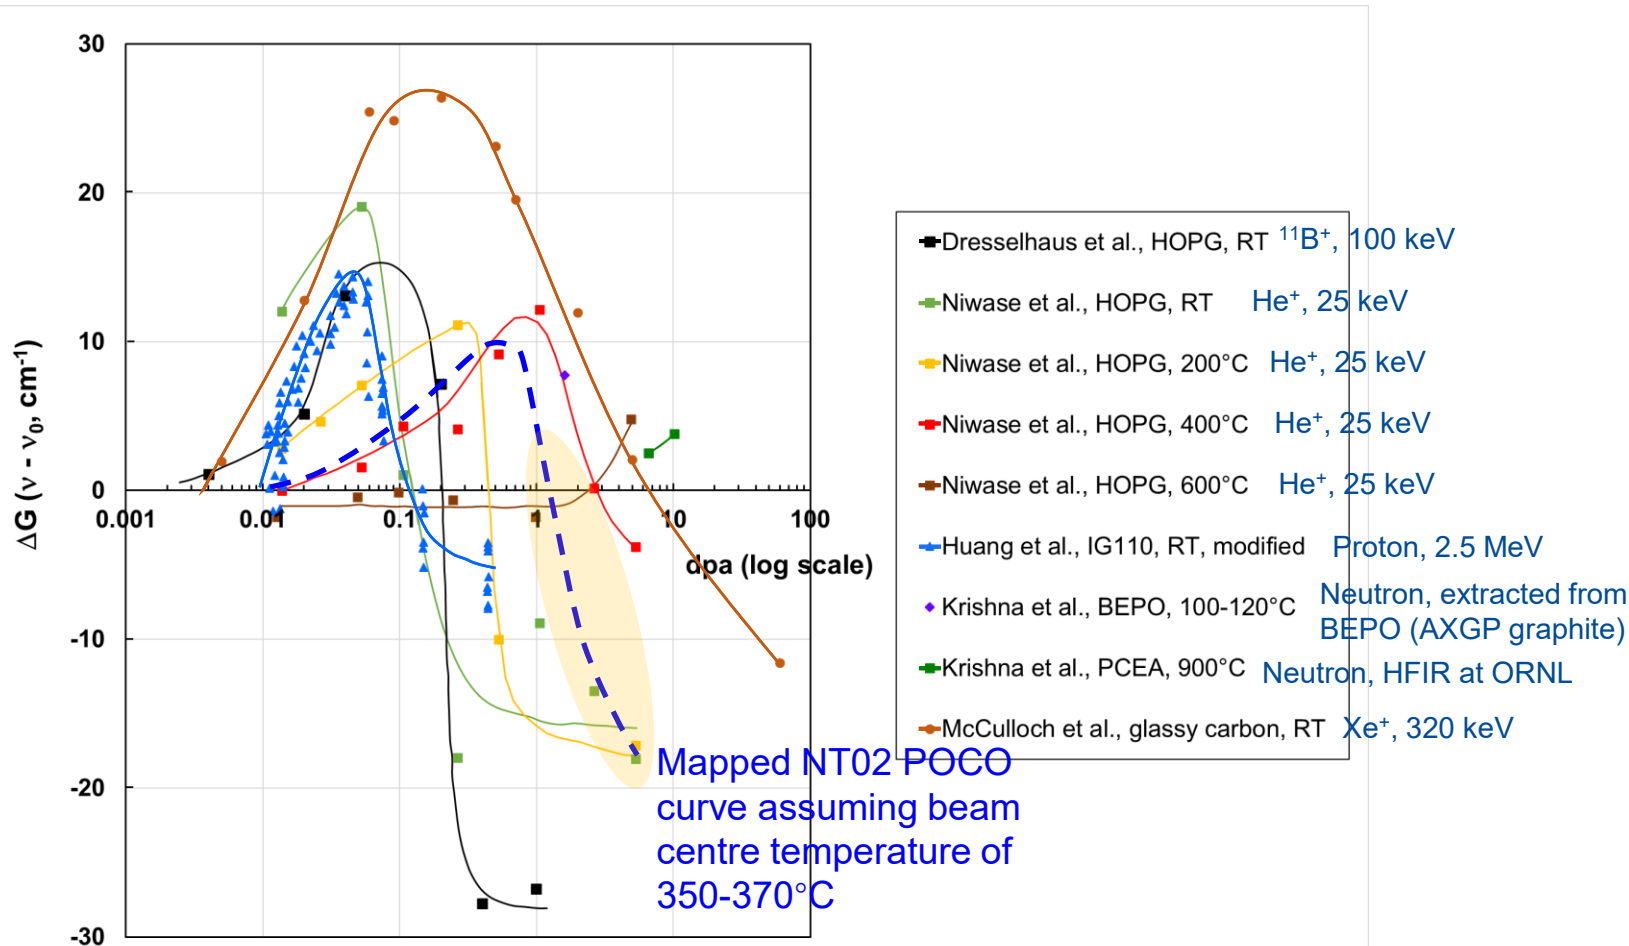 30
20
10
0
-10
-20
-30
ΔG (ν - ν0, cm-1)
0.001
0.01
0.1
1
10
100
dpa (log scale)
Dresselhaus et al., HOPG, RT 11B+, 100 keV
Niwase et al., HOPG, RT He+, 25 keV
Niwase et al., HOPG, 200°C He+, 25 keV
Niwase et al., HOPG, 400°C He+, 25 keV
Niwase et al., HOPG, 600°C He+, 25 keV
Huang et al., IG110, RT, modified Proton, 2.5 MeV
Krishna et al., BEPO, 100-120°C Neutron, extracted from
BEPO (AXGP graphite)
Krishna et al., PCEA, 900°C Neutron, HFIR at ORNL
McCulloch et al., glassy carbon, RT Xe+, 320 keV
Mapped NT02 POCO
curve assuming beam
centre temperature of
350-370°C